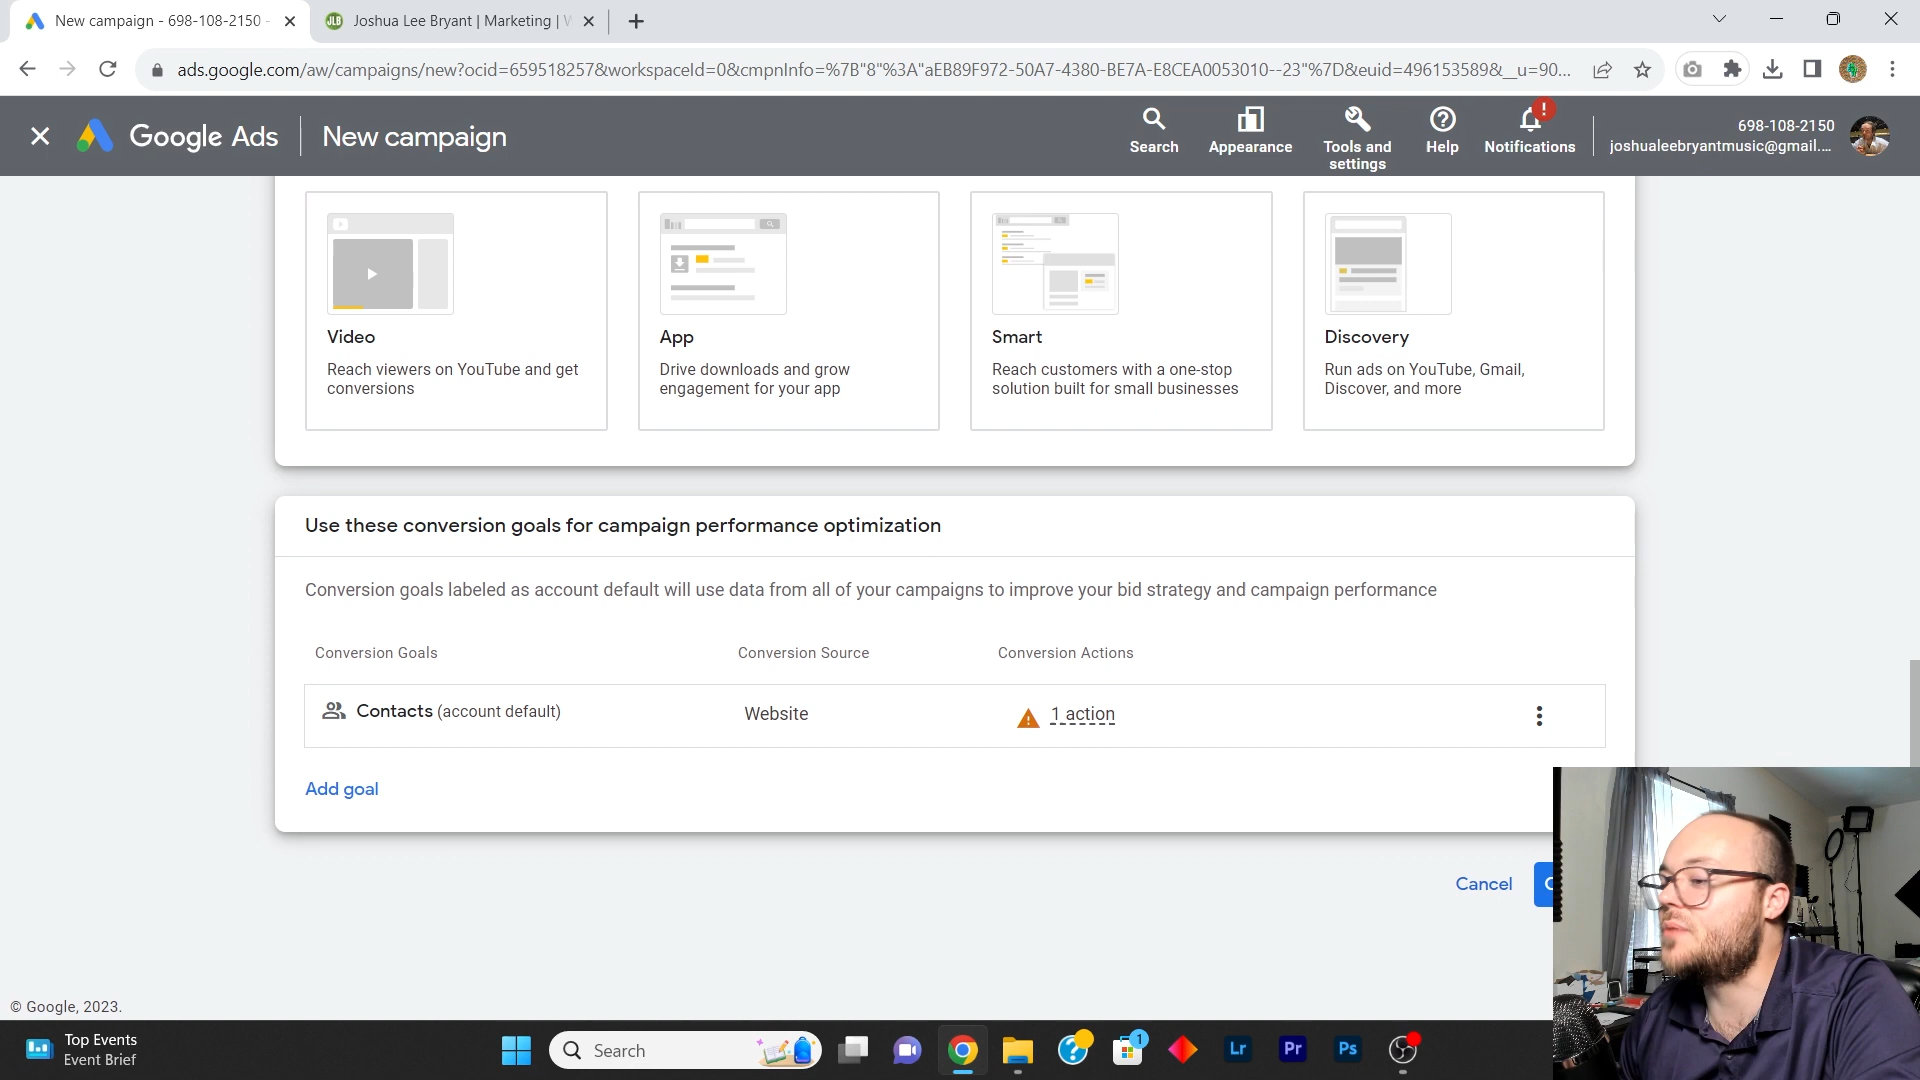 New campaign - 698-108-2150 -
Joshua Lee Bryant | Marketing |
ads.google.com/aw/campaigns/new?ocid=659518257&workspaceId=0&cmpnInfo=%7B"8"%3A"aEB89F972-50A7-4380-BE7A-E8CEA0053010--23"%7D&euid=496153589&__u=90...
Google Ads
New campaign
Search
Appearance
Tools and
settings
Help
!
Notifications
698-108-2150
joshualeebryantmusic@gmail....
Video
Reach viewers on YouTube and get
conversions
App
Drive downloads and grow
engagement for your app
Smart
Reach customers with a one-stop
solution built for small businesses
Discovery
Run ads on YouTube, Gmail,
Discover, and more
Use these conversion goals for campaign performance optimization
Conversion goals labeled as account default will use data from all of your campaigns to improve your bid strategy and campaign performance
Conversion Goals
Conversion Source
Conversion Actions
Contacts (account default)
Website
1 action
Add goal
Cancel
© Google, 2023.
Top Events
Event Brief
Search
1
Lr
Pr
Ps